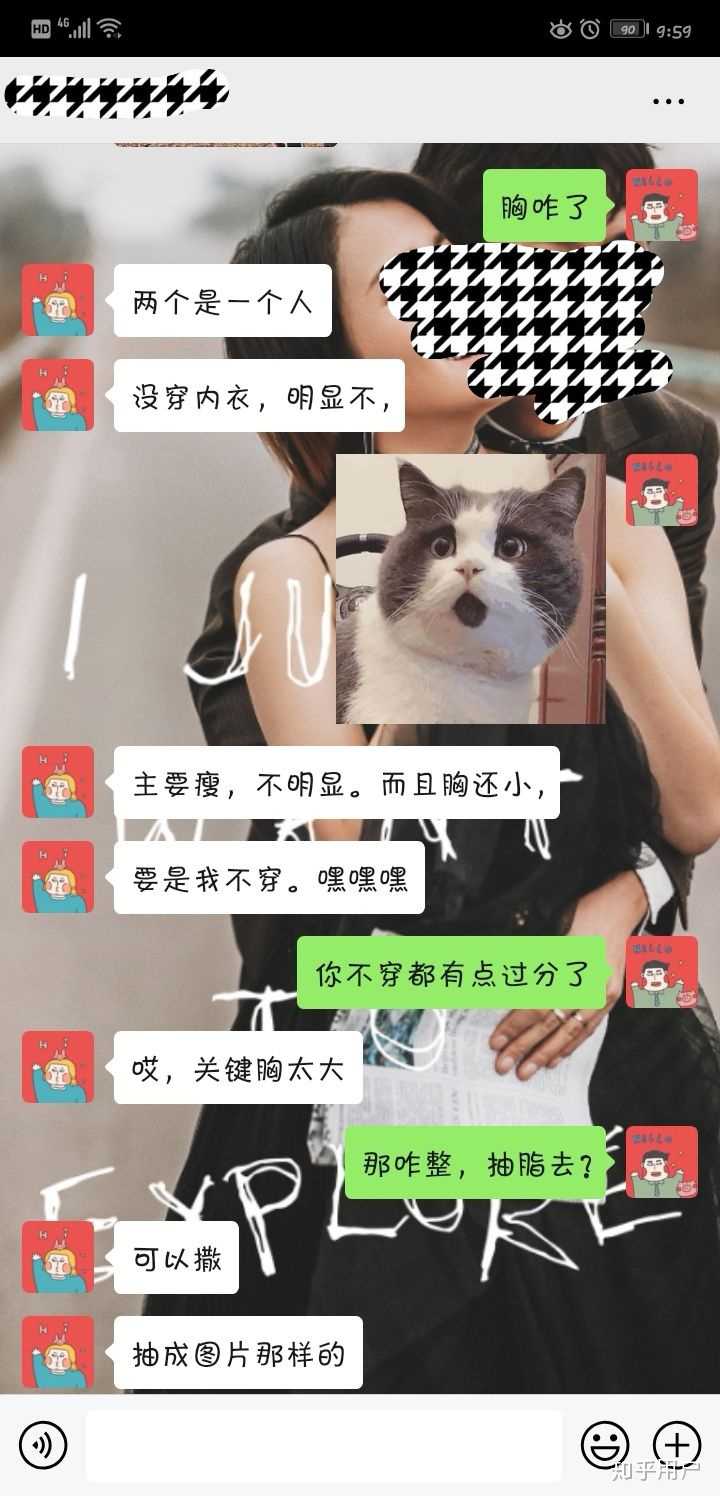 HD 4G 90 9:59
胸咋了
两个是一个人
没穿内衣，明显不，
I JU
主要瘦，不明显。而且胸还小，
要是我不穿。嘿嘿嘿
你不穿都有点过分了
TO
哎，关键胸太大
那咋整，抽脂去？
EXPLORE
可以撒
抽成图片那样的
知乎用户